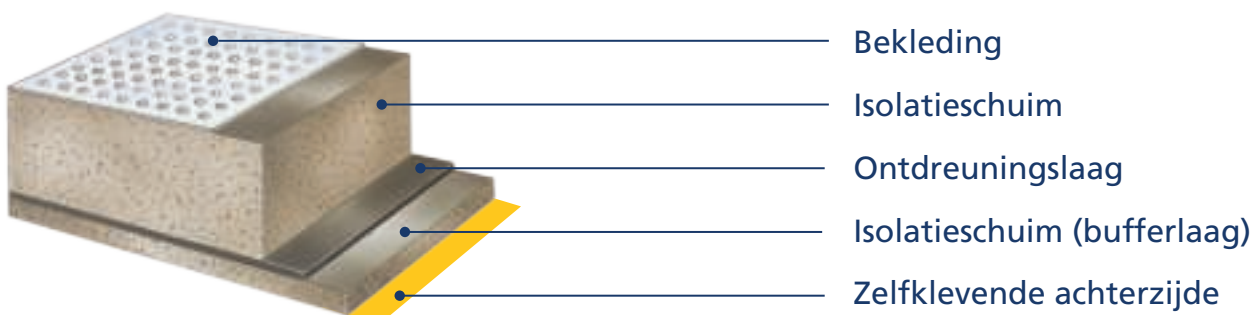 Bekleding
Isolatieschuim
Ontdreuningslaag
Isolatieschuim (bufferlaag)
Zelfklevende achterzijde